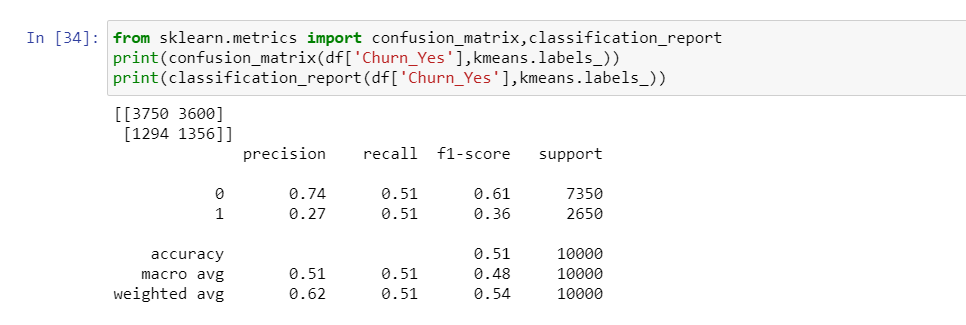 In [34]: from sklearn.metrics import confusion_matrix,classification_report
print(confusion_matrix(df['Churn_Yes'],kmeans.labels_))
print(classification_report(df['Churn_Yes'],kmeans.labels_))
[[3750 3600]
 [1294 1356]]
              precision    recall  f1-score   support
           0       0.74      0.51      0.61      7350
           1       0.27      0.51      0.36      2650
    accuracy                           0.51     10000
   macro avg       0.51      0.51      0.48     10000
weighted avg       0.62      0.51      0.54     10000